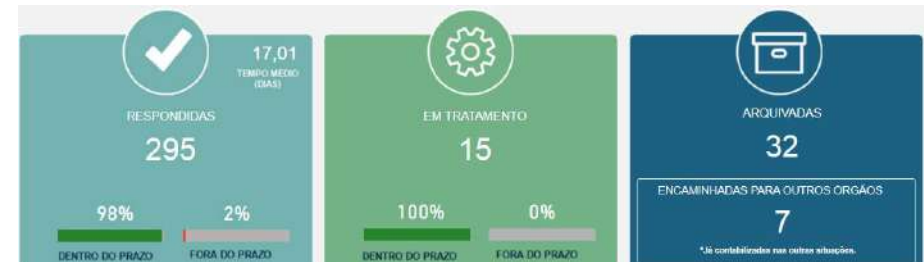 17,01
TEMPO MÉDIO
(DIAS)
RESPONDIDAS
295
98%
2%
DENTRO DO PRAZO
FORA DO PRAZO
EM TRATAMENTO
15
100%
0%
DENTRO DO PRAZO
FORA DO PRAZO
ARQUIVADAS
32
ENCAMINHADAS PARA OUTROS ORGÃOS
7
*Já contabilizadas nas outras situações.